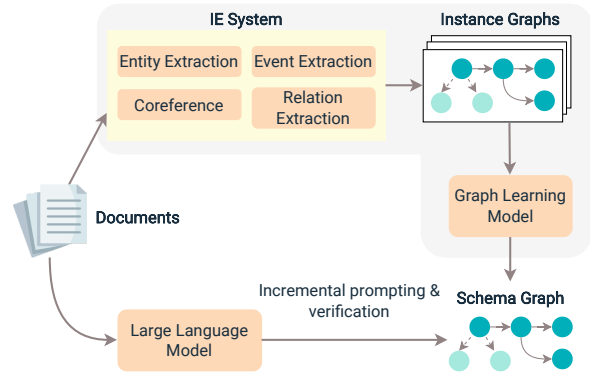 IE System
Instance Graphs
Entity Extraction
Event Extraction
Coreference
Relation
Extraction
Graph Learning
Model
Documents
Incremental prompting &
verification
Schema Graph
Large Language
Model